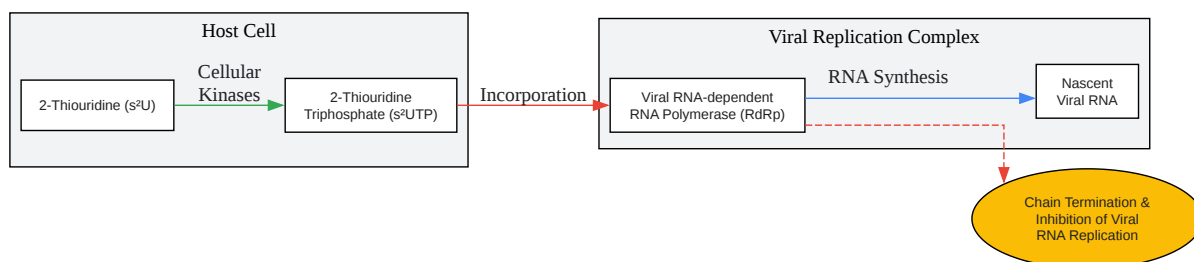 Host Cell
2-Thiouridine (s²U)
Cellular
Kinases
2-Thiouridine
Triphosphate (s²UTP)
Incorporation
Viral Replication Complex
Viral RNA-dependent
RNA Polymerase (RdRp)
RNA Synthesis
Nascent
Viral RNA
Chain Termination &
Inhibition of Viral
RNA Replication